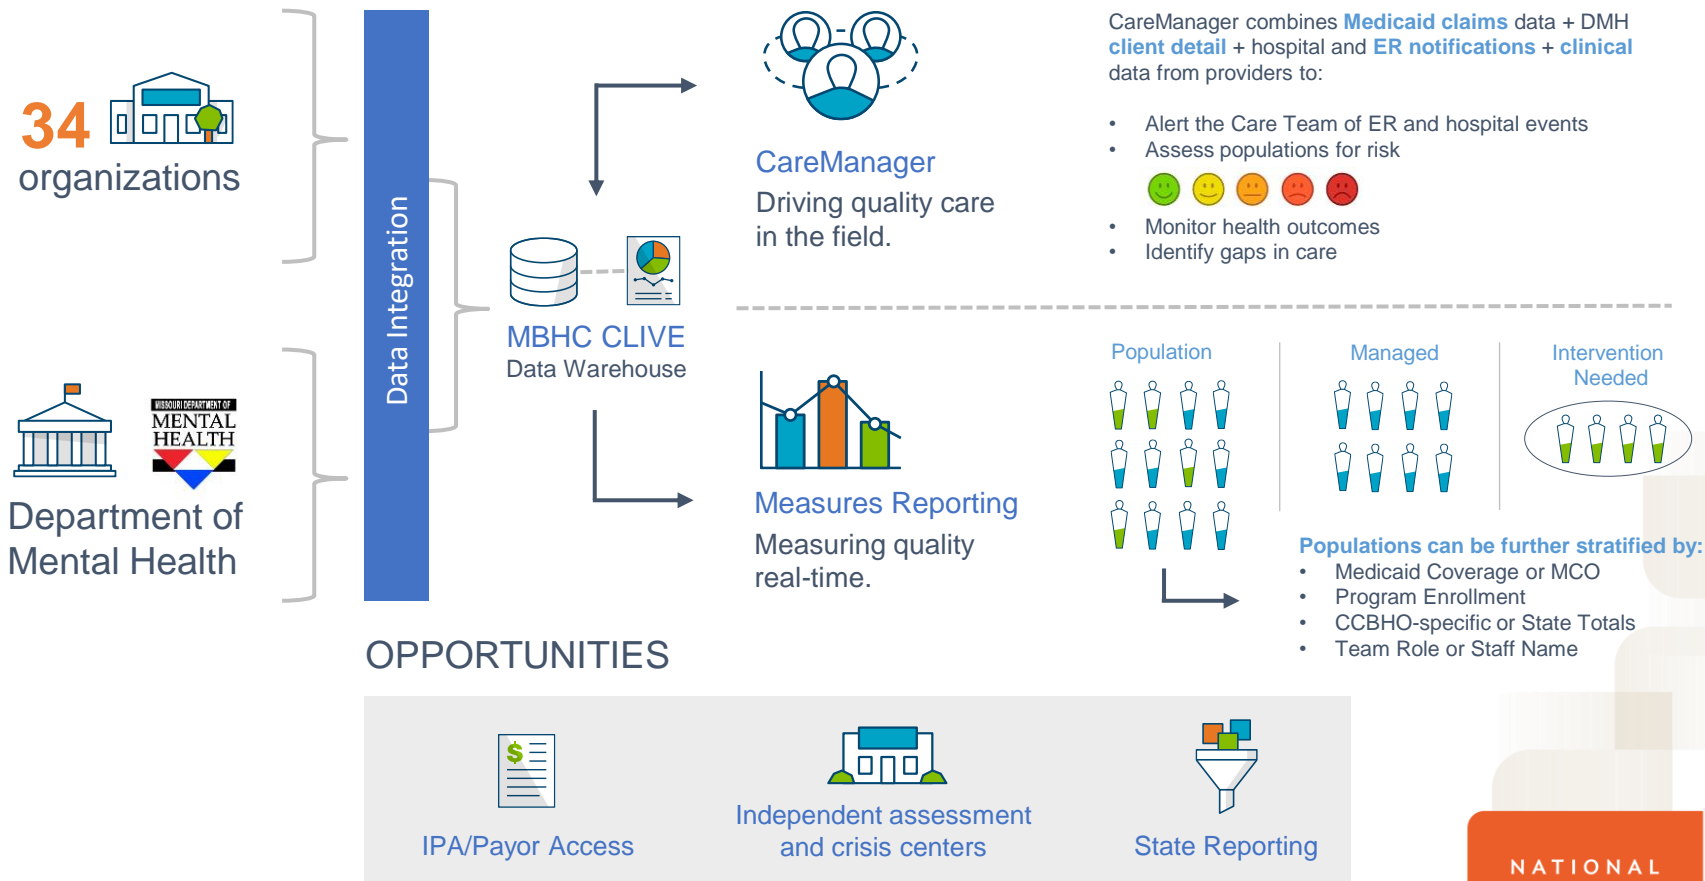 34
organizations
MISSOURI DEPARTMENT OF
MENTAL
HEALTH
Department of
Mental Health
Data Integration
MBHC CLIVE
Data Warehouse
CareManager
Driving quality care
in the field.
CareManager combines Medicaid claims data + DMH
client detail + hospital and ER notifications + clinical
data from providers to:
• Alert the Care Team of ER and hospital events
• Assess populations for risk
• Monitor health outcomes
• Identify gaps in care
Measures Reporting
Measuring quality
real-time.
Population
Managed
Intervention
Needed
Populations can be further stratified by:
• Medicaid Coverage or MCO
• Program Enrollment
• CCBHO-specific or State Totals
• Team Role or Staff Name
OPPORTUNITIES
$
IPA/Payor Access
Independent assessment
and crisis centers
State Reporting
NATIONAL